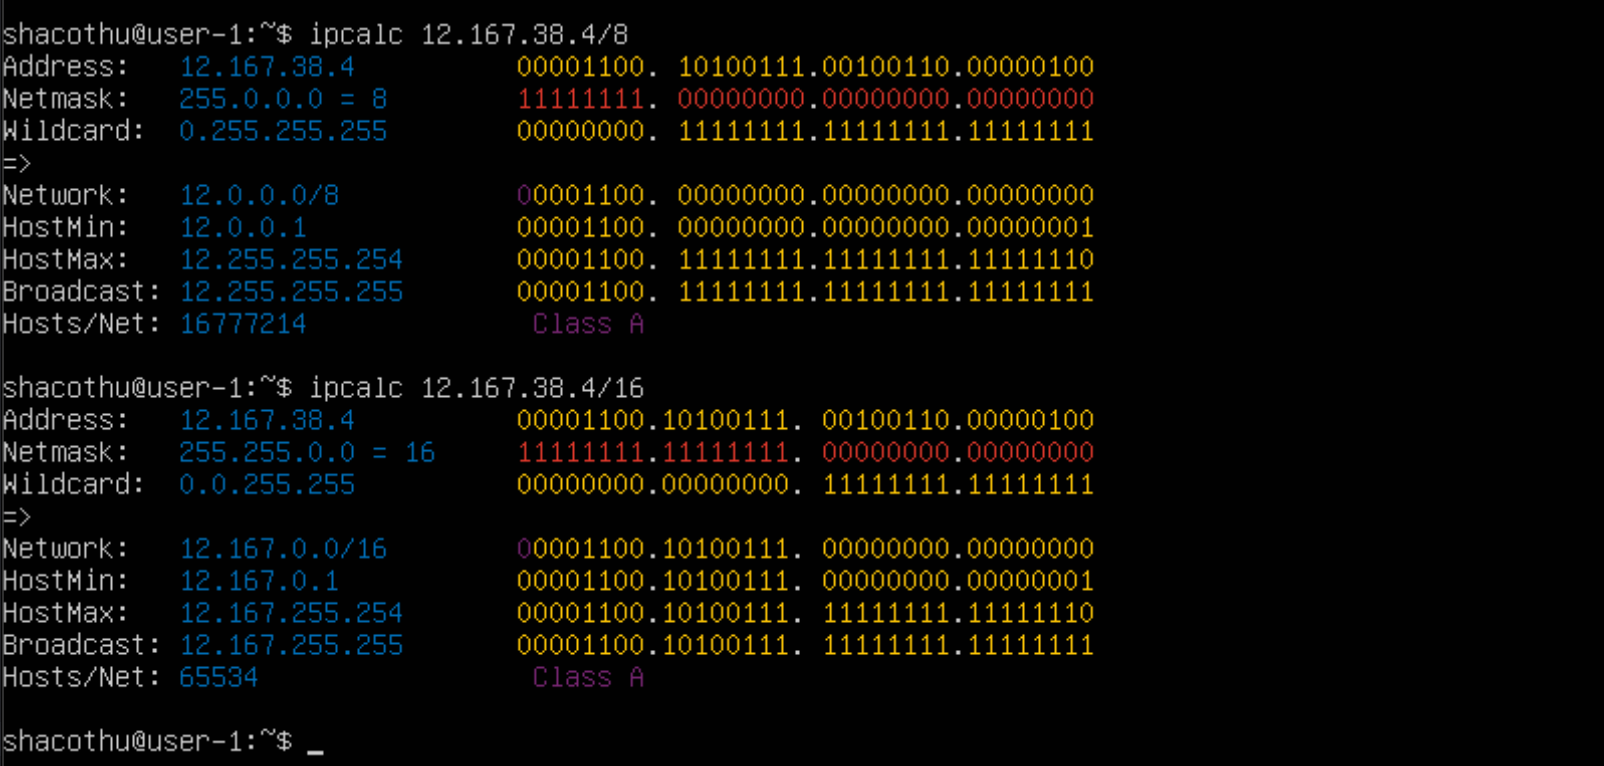 shacothu@user-1:~$ ipcalc 12.167.38.4/8
Address:   12.167.38.4          00001100. 10100111.00100110.00000100
Netmask:   255.0.0.0 = 8        11111111. 00000000.00000000.00000000
Wildcard:  0.255.255.255        00000000. 11111111.11111111.11111111
=>
Network:   12.0.0.0/8           00001100. 00000000.00000000.00000000
HostMin:   12.0.0.1             00001100. 00000000.00000000.00000001
HostMax:   12.255.255.254       00001100. 11111111.11111111.11111110
Broadcast: 12.255.255.255       00001100. 11111111.11111111.11111111
Hosts/Net: 16777214              Class A
shacothu@user-1:~$ ipcalc 12.167.38.4/16
Address:   12.167.38.4          00001100.10100111. 00100110.00000100
Netmask:   255.255.0.0 = 16     11111111.11111111. 00000000.00000000
Wildcard:  0.0.255.255          00000000.00000000. 11111111.11111111
=>
Network:   12.167.0.0/16        00001100.10100111. 00000000.00000000
HostMin:   12.167.0.1           00001100.10100111. 00000000.00000001
HostMax:   12.167.255.254       00001100.10100111. 11111111.11111110
Broadcast: 12.167.255.255       00001100.10100111. 11111111.11111111
Hosts/Net: 65534                 Class A
shacothu@user-1:~$ _